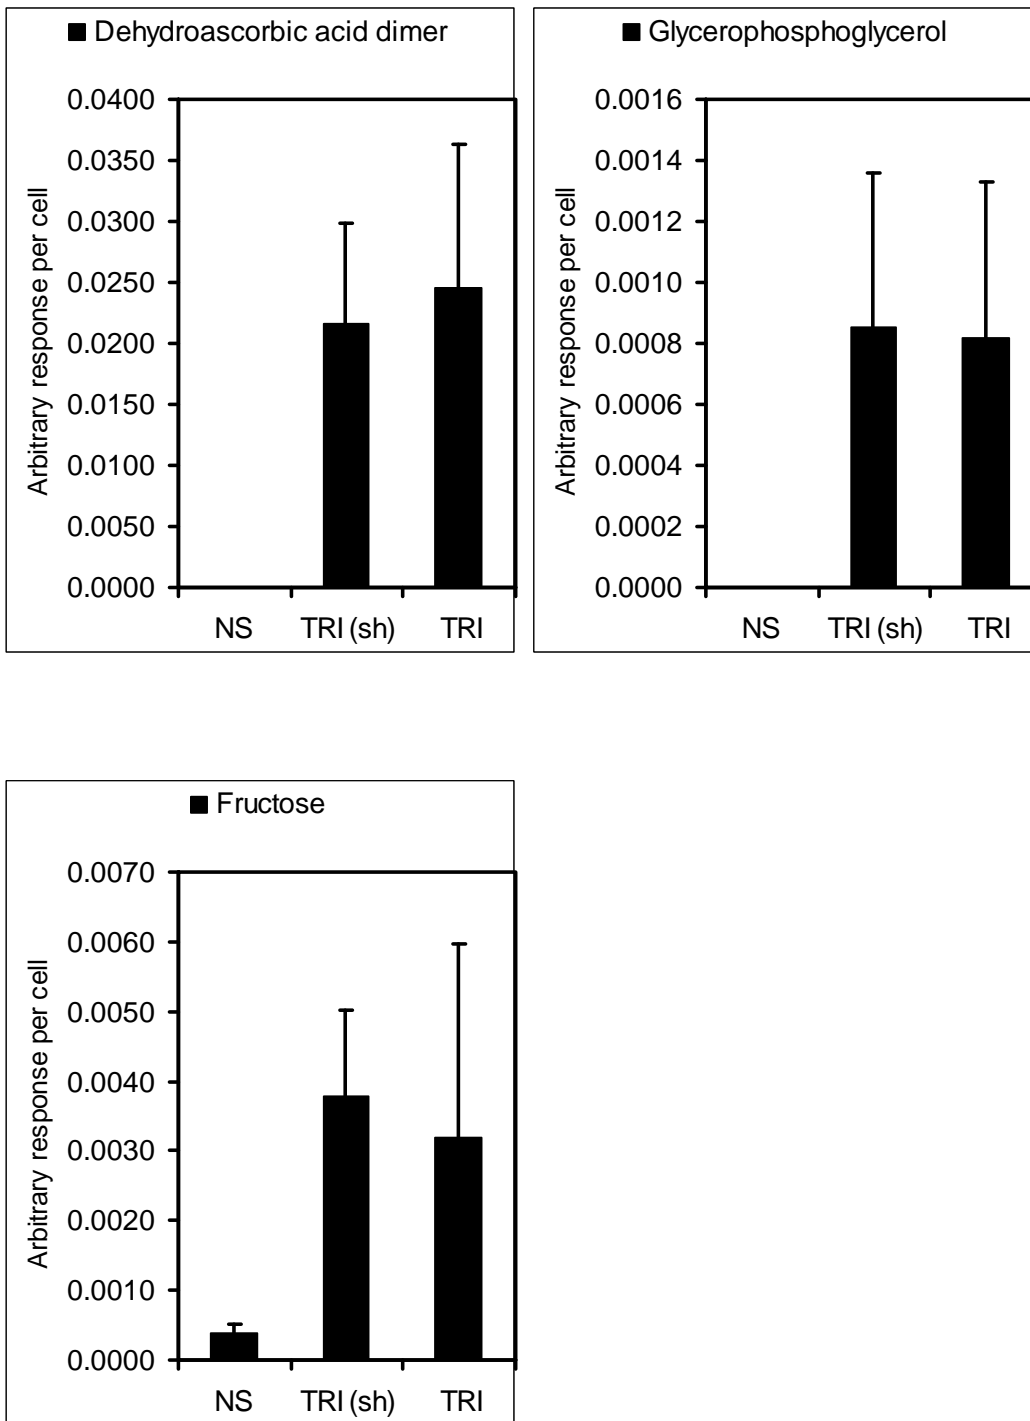 Dehydroascorbic acid dimer
Arbitrary response per cell
0.0400
0.0350
0.0300
0.0250
0.0200
0.0150
0.0100
0.0050
0.0000
NS TRI (sh) TRI
Glycerophosphoglycerol
Arbitrary response per cell
0.0016
0.0014
0.0012
0.0010
0.0008
0.0006
0.0004
0.0002
0.0000
NS TRI (sh) TRI
Fructose
Arbitrary response per cell
0.0070
0.0060
0.0050
0.0040
0.0030
0.0020
0.0010
0.0000
NS TRI (sh) TRI